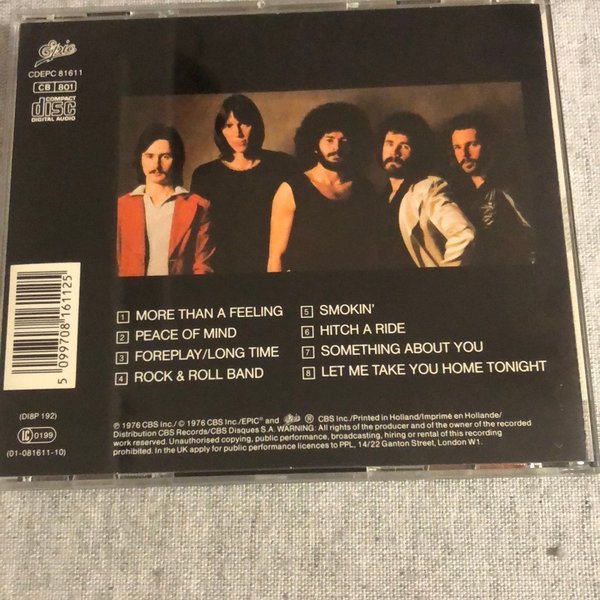 Epic
CDEPC 81611
CB 801
COMPACT
disc
DIGITAL AUDIO
1 MORE THAN A FEELING
2 PEACE OF MIND
3 FOREPLAY/LONG TIME
4 ROCK & ROLL BAND
5 SMOKIN'
6 HITCH A RIDE
7 SOMETHING ABOUT YOU
8 LET ME TAKE YOU HOME TONIGHT
5 099708 161125
(DI8P 192)
IC 0199
(01-081611-10)
℗ 1976 CBS Inc./ © 1976 CBS Inc./EPIC® and Epic ® CBS Inc./Printed in Holland/Imprimé en Hollande/
Distribution CBS Records/CBS Disques S.A. WARNING: All rights of the producer and of the owner of the recorded
work reserved. Unauthorised copying, public performance, broadcasting, hiring or rental of this recording
prohibited. In the UK apply for public performance licences to PPL, 14/22 Ganton Street, London W1.